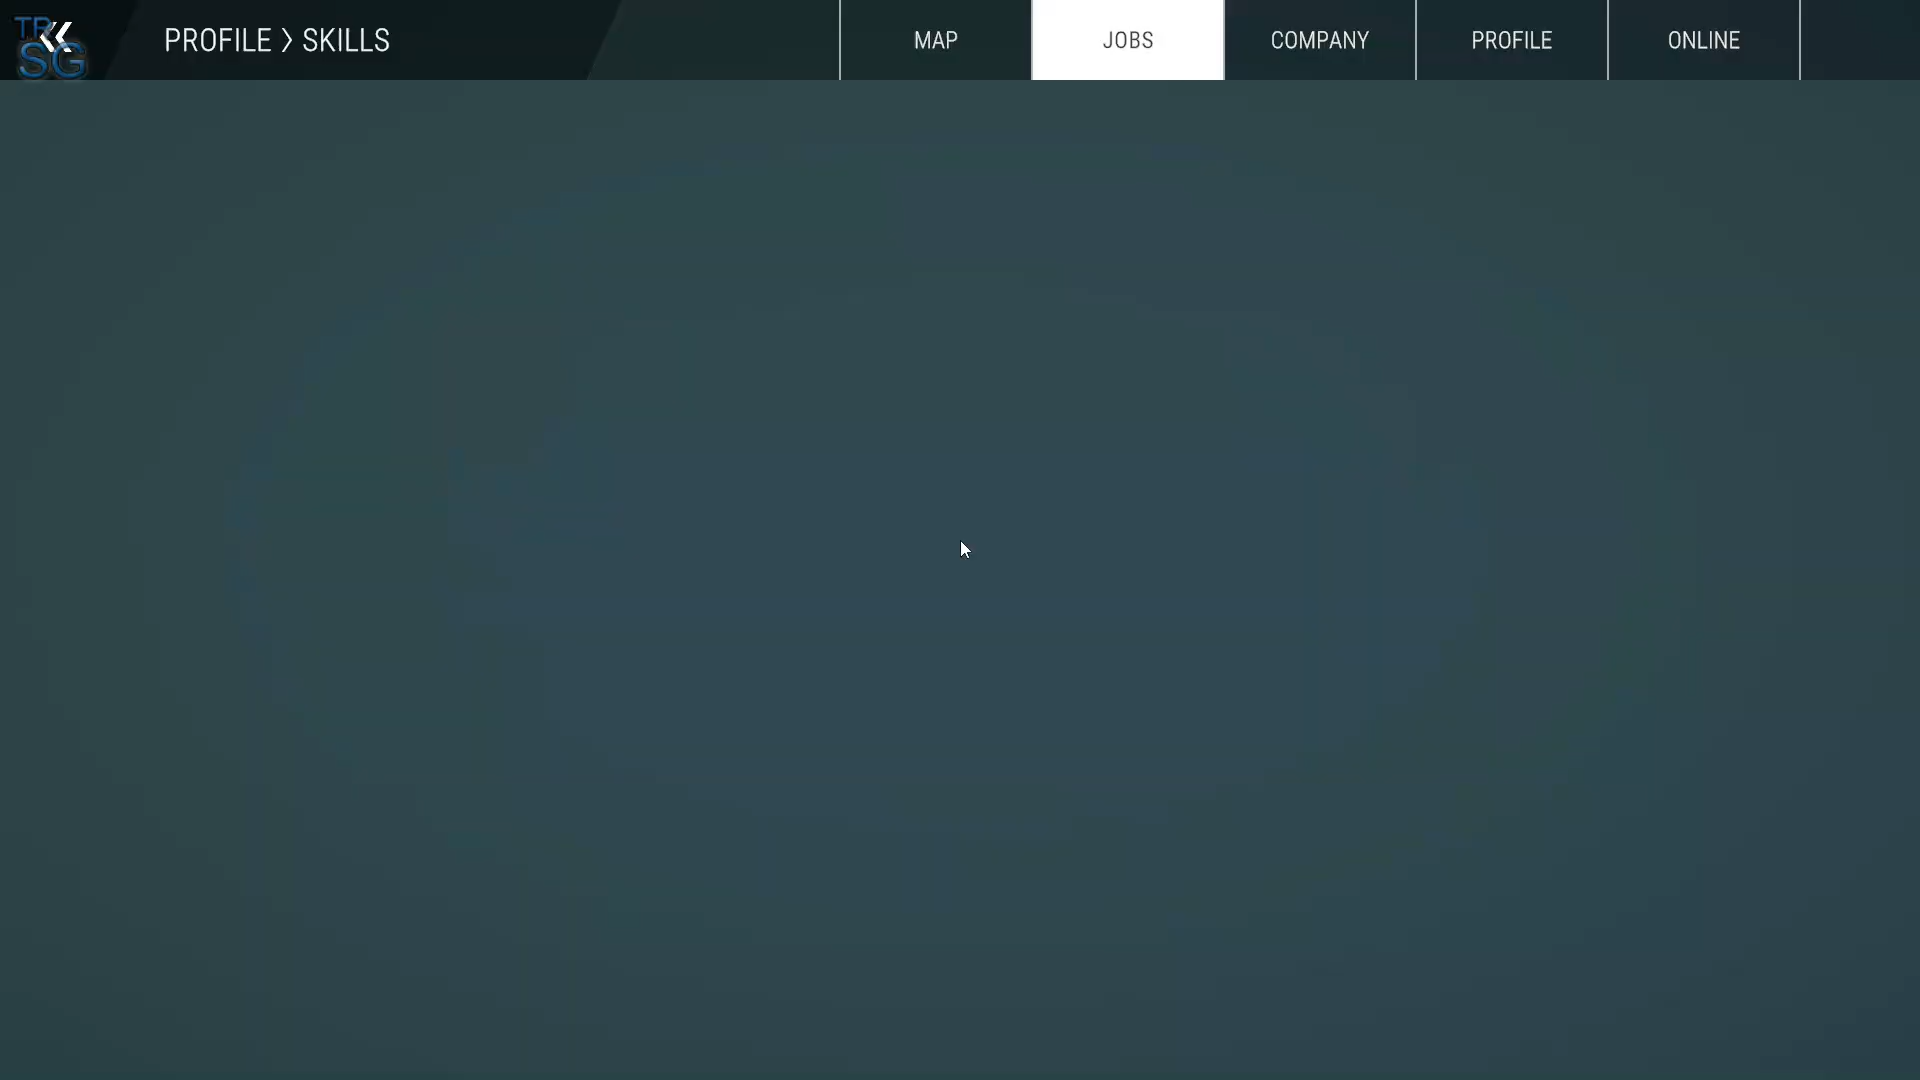 TR
SG
PROFILE > SKILLS
MAP
JOBS
COMPANY
PROFILE
ONLINE